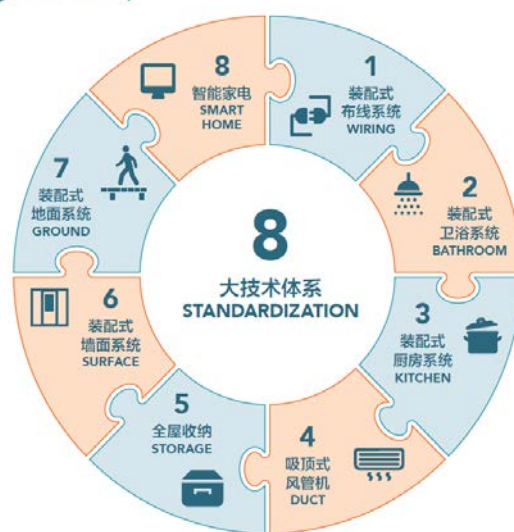 8
大技术体系
STANDARDIZATION
1
装配式
布线系统
WIRING
2
装配式
卫浴系统
BATHROOM
3
装配式
厨房系统
KITCHEN
4
吸顶式
风管机
DUCT
5
全屋收纳
STORAGE
6
装配式
墙面系统
SURFACE
7
装配式
地面系统
GROUND
8
智能家电
SMART
HOME